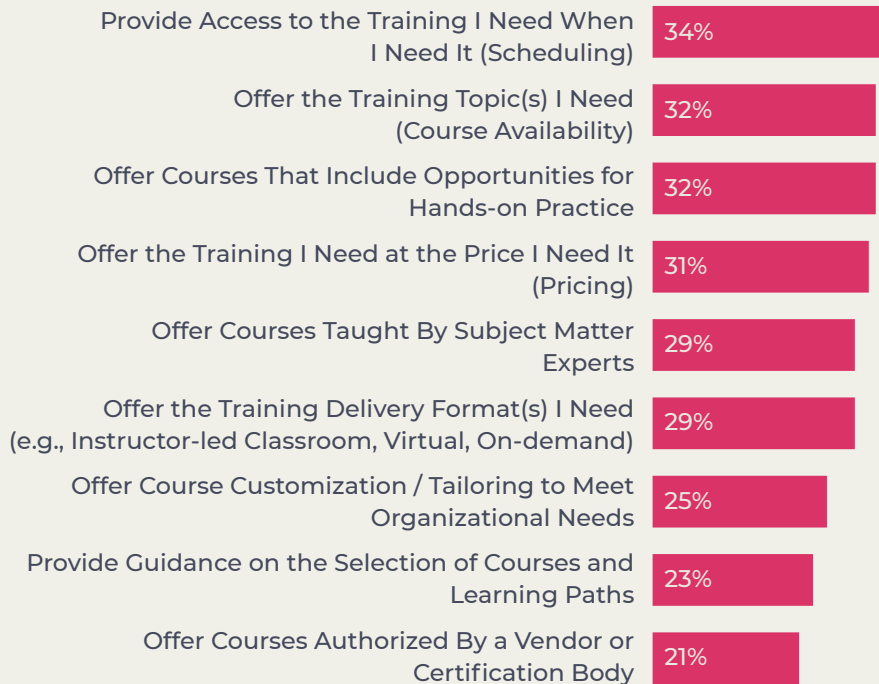 Provide Access to the Training I Need When
I Need It (Scheduling)
34%
Offer the Training Topic(s) I Need
(Course Availability)
32%
Offer Courses That Include Opportunities for
Hands-on Practice
32%
Offer the Training I Need at the Price I Need It
(Pricing)
31%
Offer Courses Taught By Subject Matter
Experts
29%
Offer the Training Delivery Format(s) I Need
(e.g., Instructor-led Classroom, Virtual, On-demand)
29%
Offer Course Customization / Tailoring to Meet
Organizational Needs
25%
Provide Guidance on the Selection of Courses and
Learning Paths
23%
Offer Courses Authorized By a Vendor or
Certification Body
21%